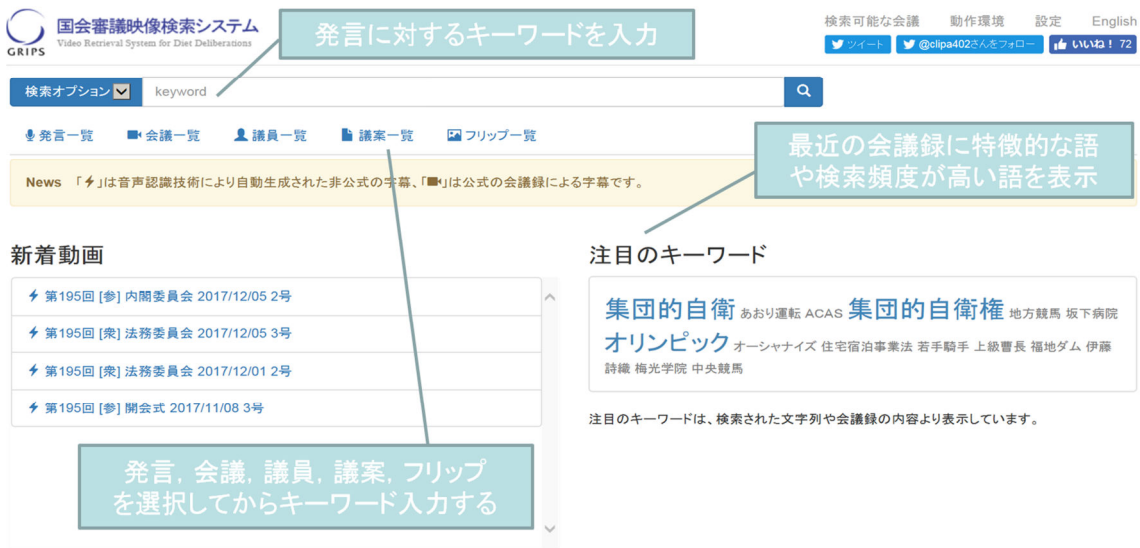 国会審議映像検索システム
Video Retrieval System for Diet Deliberations
GRIPS
発言に対するキーワードを入力
検索可能な会議 動作環境 設定 English
ツイート @clipa402さんをフォロー いいね！ 72
検索オプション keyword
発言一覧 会議一覧 議員一覧 議案一覧 フリップ一覧
最近の会議録に特徴的な語
や検索頻度が高い語を表示
News 「」は音声認識技術により自動生成された非公式の字幕、「」は公式の会議録による字幕です。
新着動画
第195回 [参] 内閣委員会 2017/12/05 2号
第195回 [衆] 法務委員会 2017/12/05 3号
第195回 [衆] 法務委員会 2017/12/01 2号
第195回 [参] 開会式 2017/11/08 3号
発言, 会議, 議員, 議案, フリップ
を選択してからキーワード入力する
注目のキーワード
集団的自衛 あおり運転 ACAS 集団的自衛権 地方競馬 坂下病院
オリンピック オーシャナイズ 住宅宿泊事業法 若手騎手 上級曹長 福地ダム 伊藤
詩織 梅光学院 中央競馬
注目のキーワードは、検索された文字列や会議録の内容より表示しています。